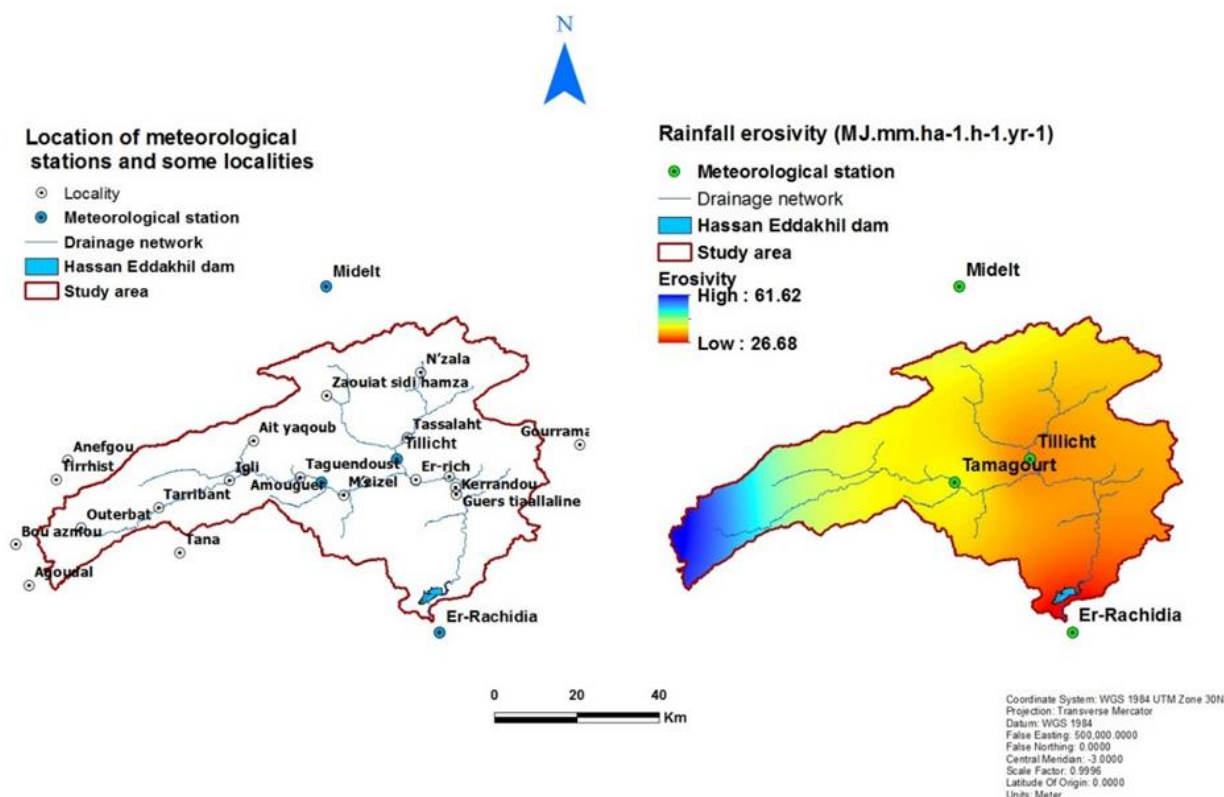 N
Location of meteorological
stations and some localities
Locality
Meteorological station
Drainage network
Hassan Eddakhil dam
Study area
Midelt
N'zala
Zaouiat sidi hamza
Tassalaht
Tillicht
Gourrama
Ait yaqoub
Anefgou
Tirrhist
Igli
Taguendoust
Er-rich
Amouguer
M'sizel
Kerrandou
Guers tiaallaline
Tarribant
Outerbat
Bou azmou
Tana
Agoudal
Er-Rachidia
Rainfall erosivity (MJ.mm.ha-1.h-1.yr-1)
Meteorological station
Drainage network
Hassan Eddakhil dam
Study area
Erosivity
High : 61.62
Low : 26.68
Midelt
Tillicht
Tamagourt
Er-Rachidia
0 20 40
Km
Coordinate System: WGS 1984 UTM Zone 30N
Projection: Transverse Mercator
Datum: WGS 1984
False Easting: 500,000.0000
False Northing: 0.0000
Central Meridian: -3.0000
Scale Factor: 0.9996
Latitude Of Origin: 0.0000
Units: Meter